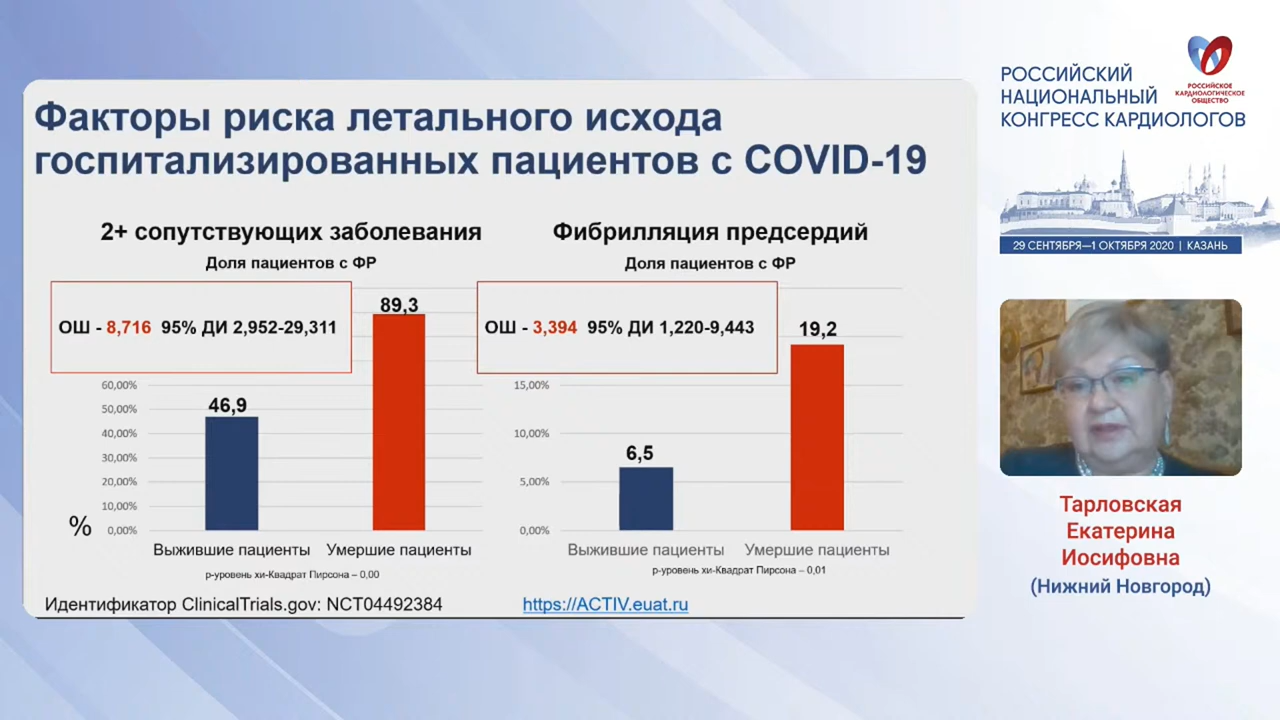 Факторы риска летального исхода
госпитализированных пациентов с COVID-19
2+ сопутствующих заболевания
Доля пациентов с ФР
ОШ - 8,716 95% ДИ 2,952-29,311
89,3
60,00%
50,00%
40,00%
30,00%
20,00%
10,00%
0,00%
%
46,9
Выжившие пациенты Умершие пациенты
р-уровень хи-Квадрат Пирсона – 0,00
Фибрилляция предсердий
Доля пациентов с ФР
ОШ - 3,394 95% ДИ 1,220-9,443
19,2
15,00%
10,00%
5,00%
0,00%
6,5
Выжившие пациенты Умершие пациенты
р-уровень хи-Квадрат Пирсона – 0,01
Идентификатор ClinicalTrials.gov: NCT04492384
https://ACTIV.euat.ru
РОССИЙСКИЙ
НАЦИОНАЛЬНЫЙ
КОНГРЕСС КАРДИОЛОГОВ
РОССИЙСКОЕ
КАРДИОЛОГИЧЕСКОЕ
ОБЩЕСТВО
29 СЕНТЯБРЯ—1 ОКТЯБРЯ 2020 | КАЗАНЬ
Тарловская
Екатерина
Иосифовна
(Нижний Новгород)